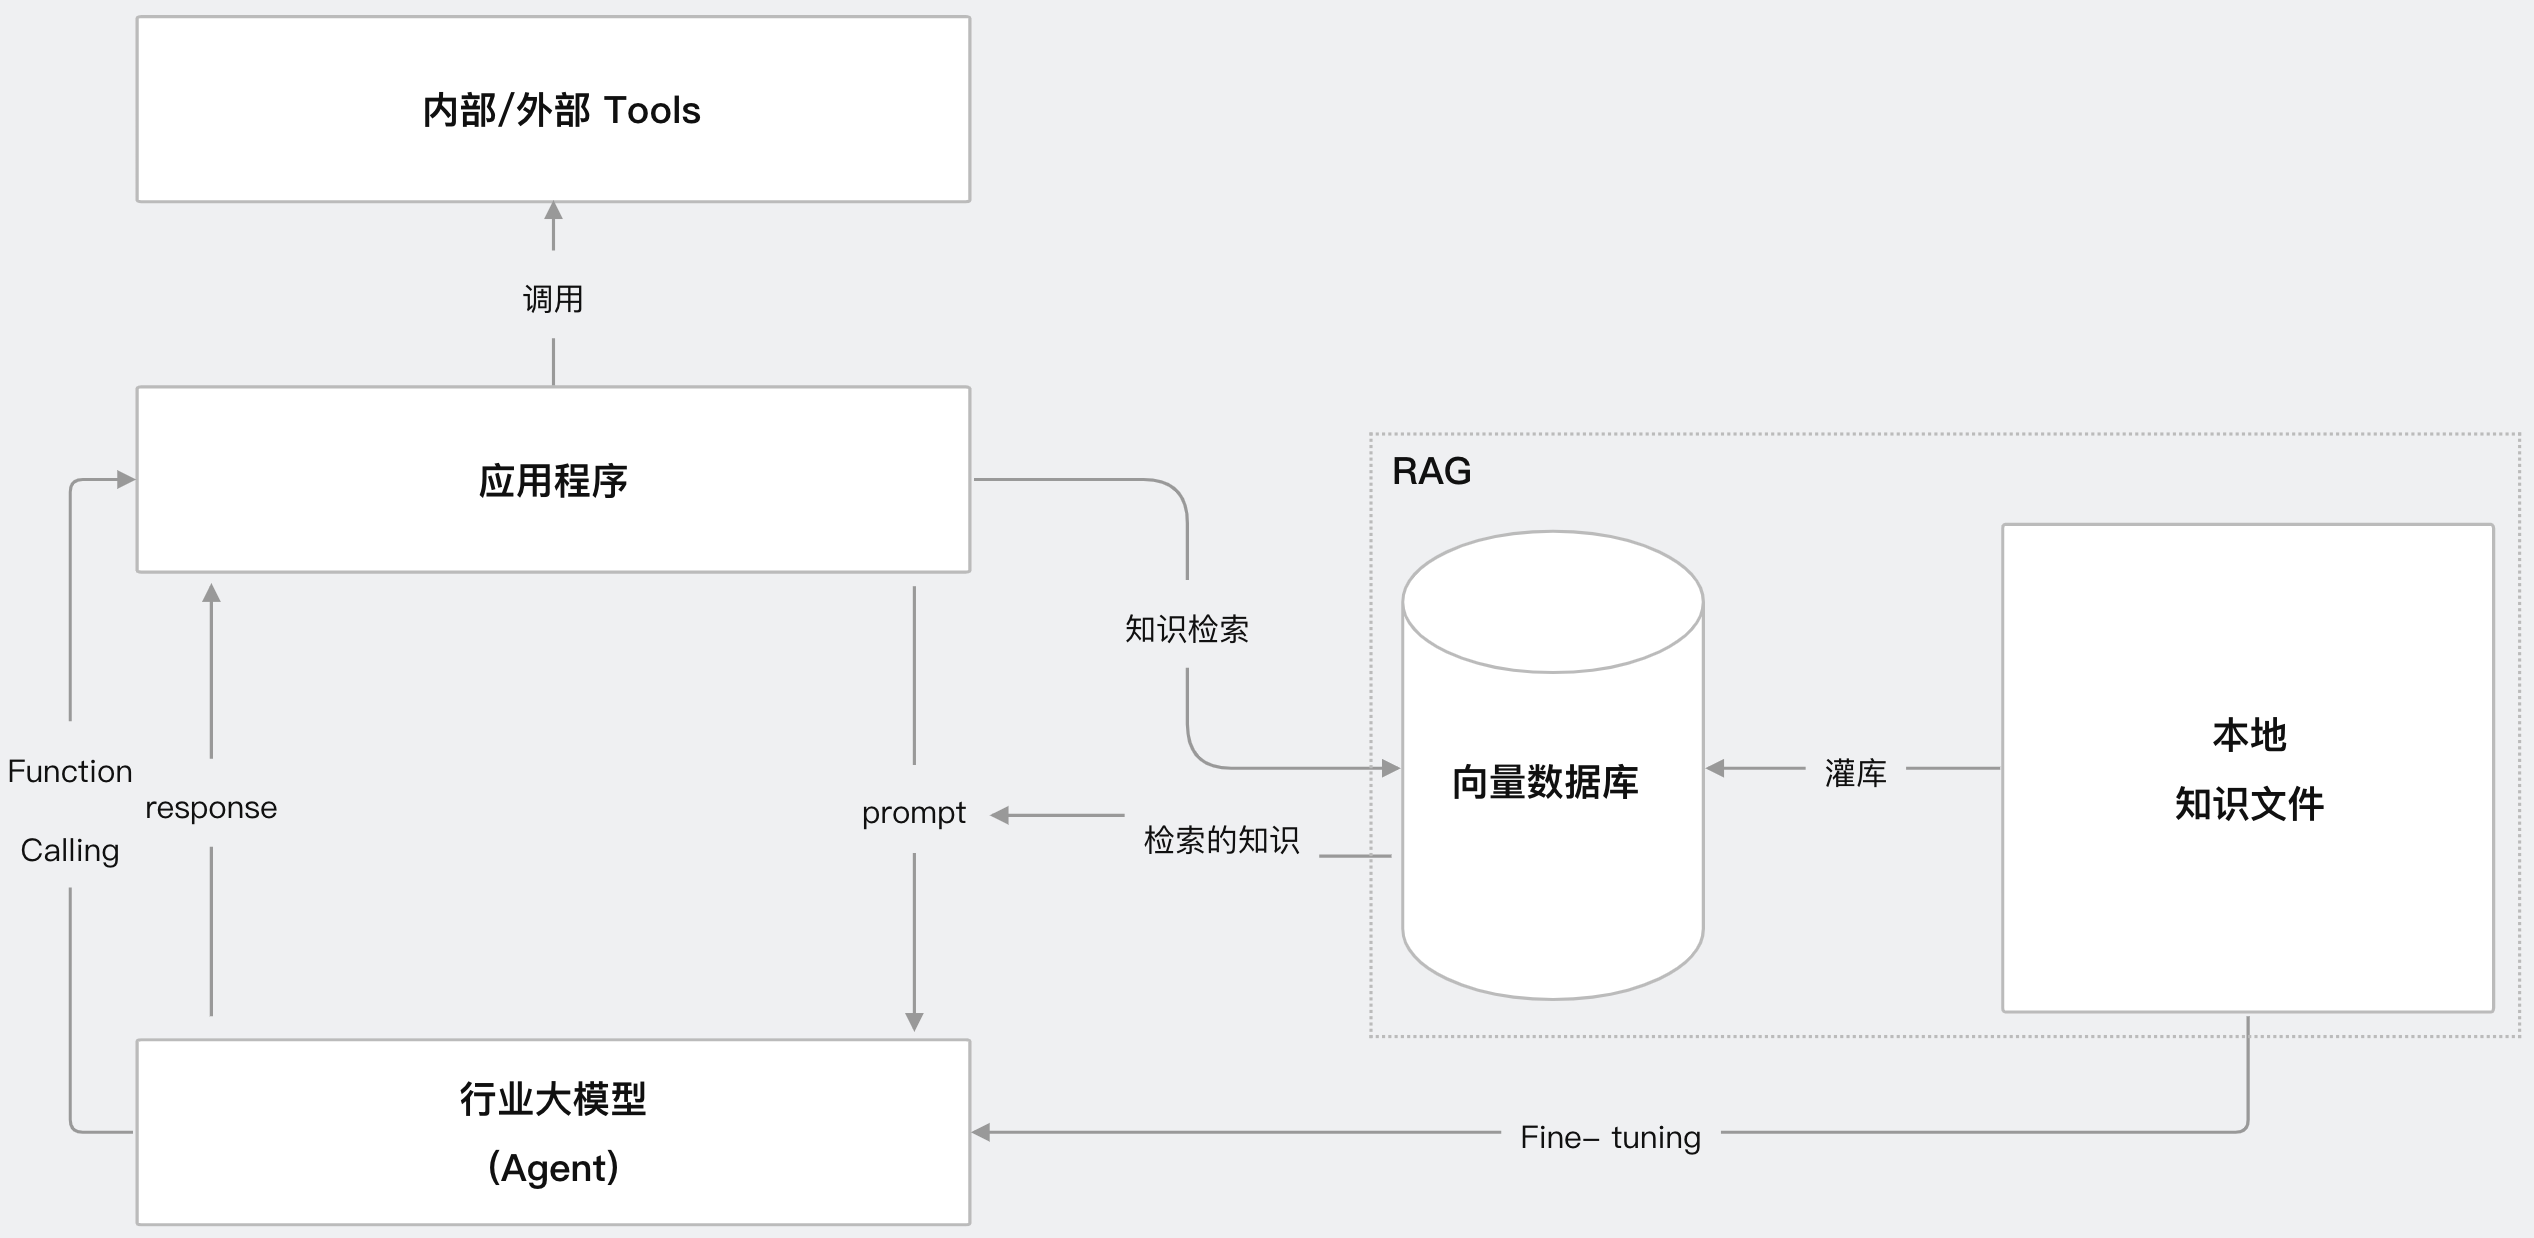 内部/外部 Tools
调用
应用程序
RAG
知识检索
Function
Calling
response
prompt
检索的知识
向量数据库
灌库
本地
知识文件
行业大模型
(Agent)
Fine- tuning